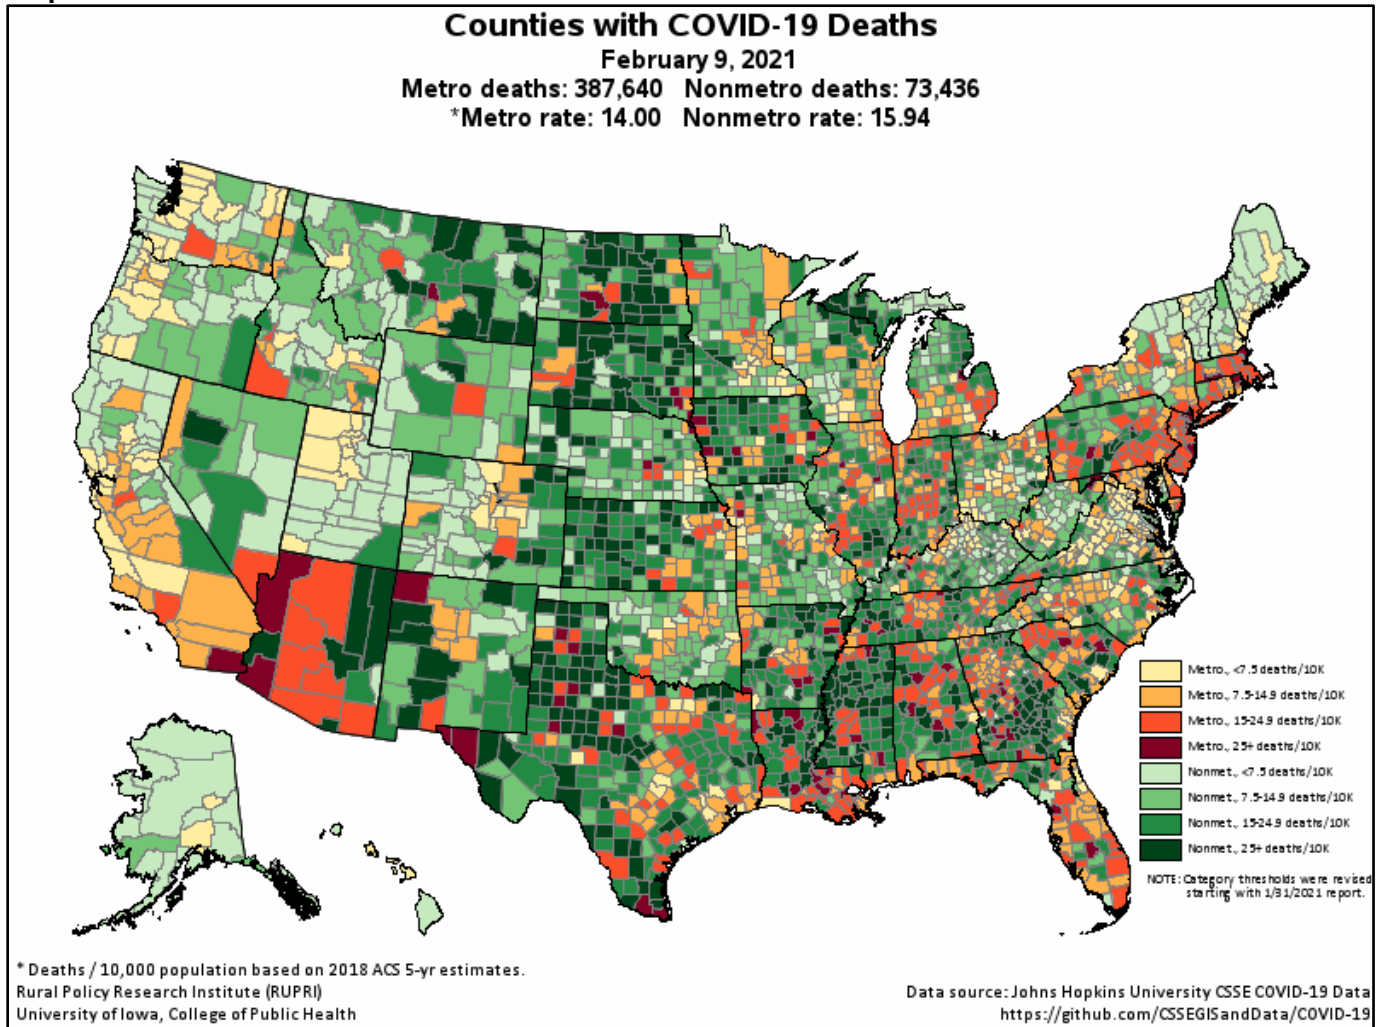 Counties with COVID-19 Deaths
February 9, 2021
Metro deaths: 387,640   Nonmetro deaths: 73,436
*Metro rate: 14.00   Nonmetro rate: 15.94
Metro., <7.5 deaths/10K
Metro., 7.5-14.9 deaths/10K
Metro., 15-24.9 deaths/10K
Metro., 25+ deaths/10K
Nonmet., <7.5 deaths/10K
Nonmet., 7.5-14.9 deaths/10K
Nonmet., 15-24.9 deaths/10K
Nonmet., 25+ deaths/10K
NOTE: Category thresholds were revised
starting with 1/31/2021 report.
* Deaths / 10,000 population based on 2018 ACS 5-yr estimates.
Rural Policy Research Institute (RUPRI)
University of Iowa, College of Public Health
Data source: Johns Hopkins University CSSE COVID-19 Data
https://github.com/CSSEGISandData/COVID-19